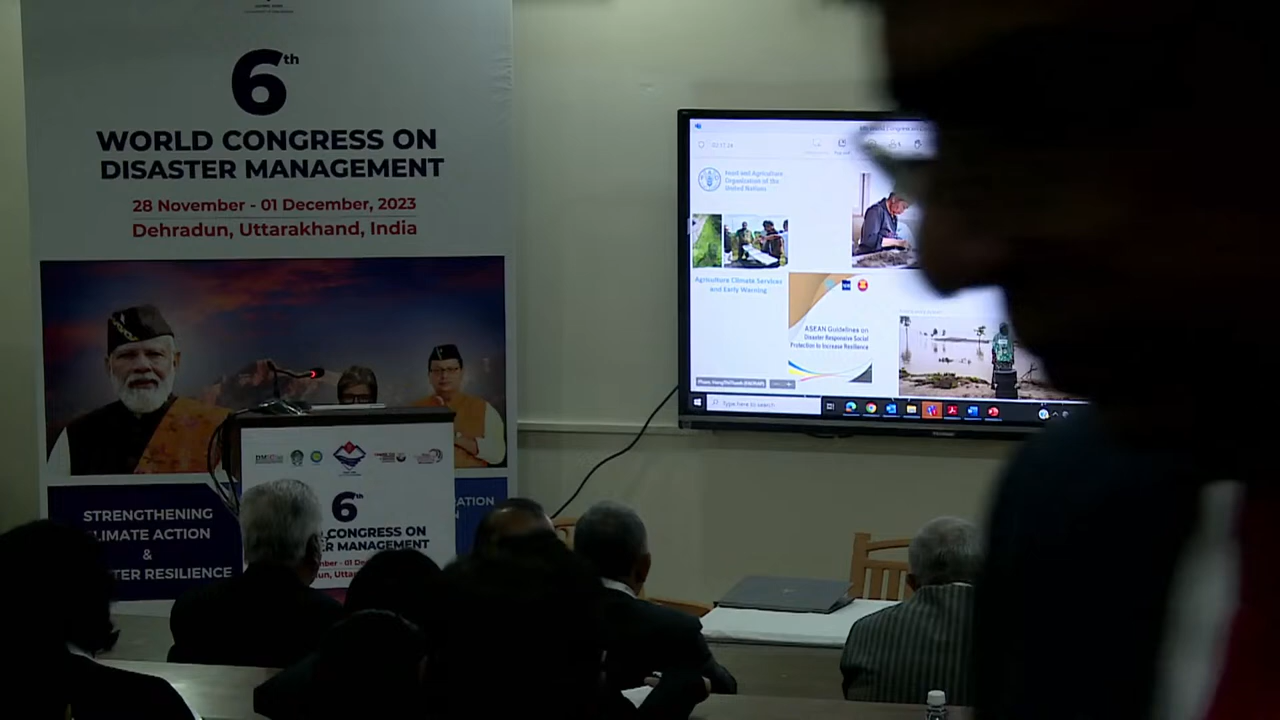 6th
WORLD CONGRESS ON
DISASTER MANAGEMENT
28 November - 01 December, 2023
Dehradun, Uttarakhand, India
STRENGTHENING
CLIMATE ACTION
&
TER RESILIENCE
6th
CONGRESS ON
ER MANAGEMENT
Food and Agriculture
Organization of the
United Nations
Agriculture Climate Services
and Early Warning
ASEAN Guidelines on
Disaster Responsive Social
Protection to Increase Resilience
Type here to search